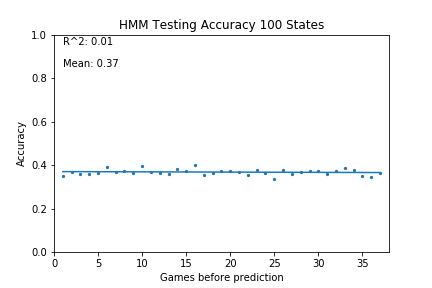 HMM Testing Accuracy 100 States
R^2: 0.01
Mean: 0.37
1.0
0.8
0.6
0.4
0.2
0.0
Accuracy
0 5 10 15 20 25 30 35
Games before prediction